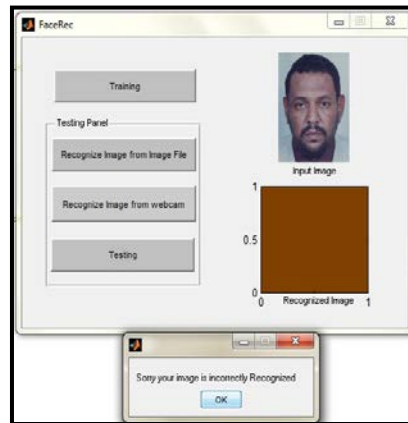 FaceRec
Training
Testing Panel
Recognize Image from Image File
Recognize Image from webcam
Testing
Input Image
1
0.5
0
0
Recognized Image
1
Sorry your image is incorrectly Recognized
OK